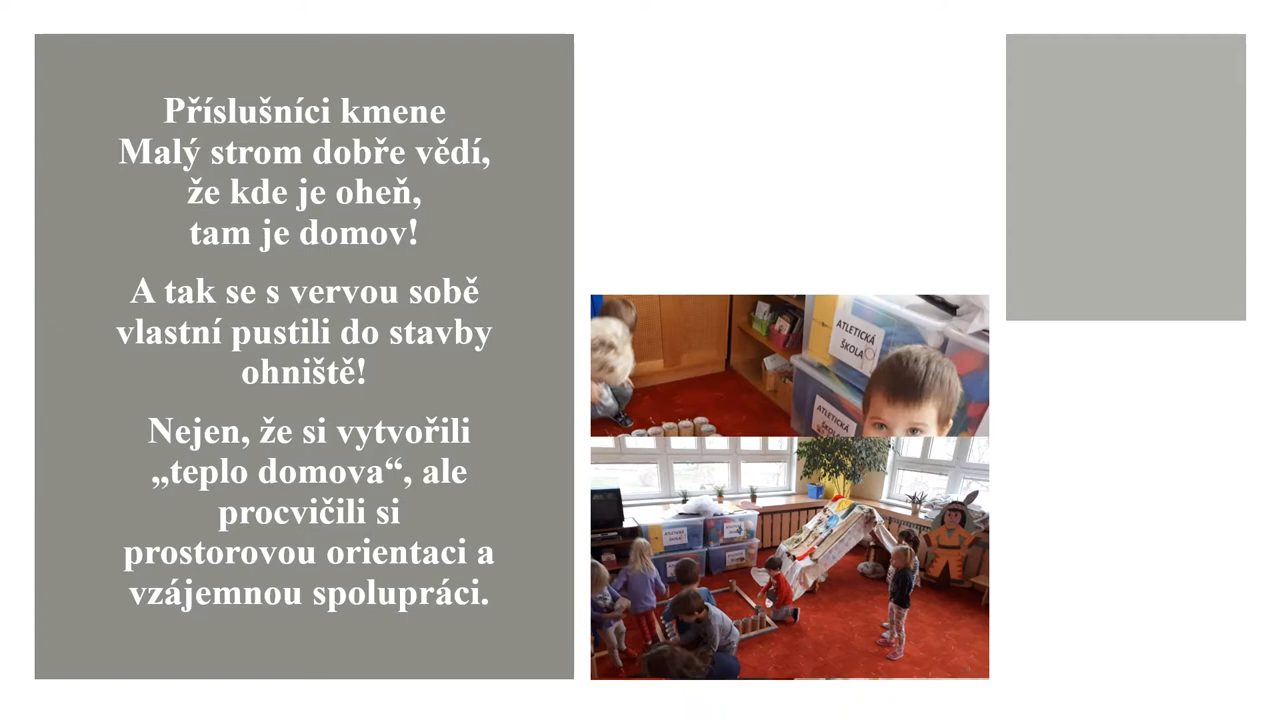 Příslušníci kmene
Malý strom dobře vědí,
že kde je oheň,
tam je domov!
A tak se s vervou sobě
vlastní pustili do stavby
ohniště!
Nejen, že si vytvořili
„teplo domova“, ale
procvičili si
prostorovou orientaci a
vzájemnou spolupráci.
ATLETICKÁ
ŠKOLA
ATLETICKÁ
ŠKOLA
ATLETICKÁ
ŠKOLA